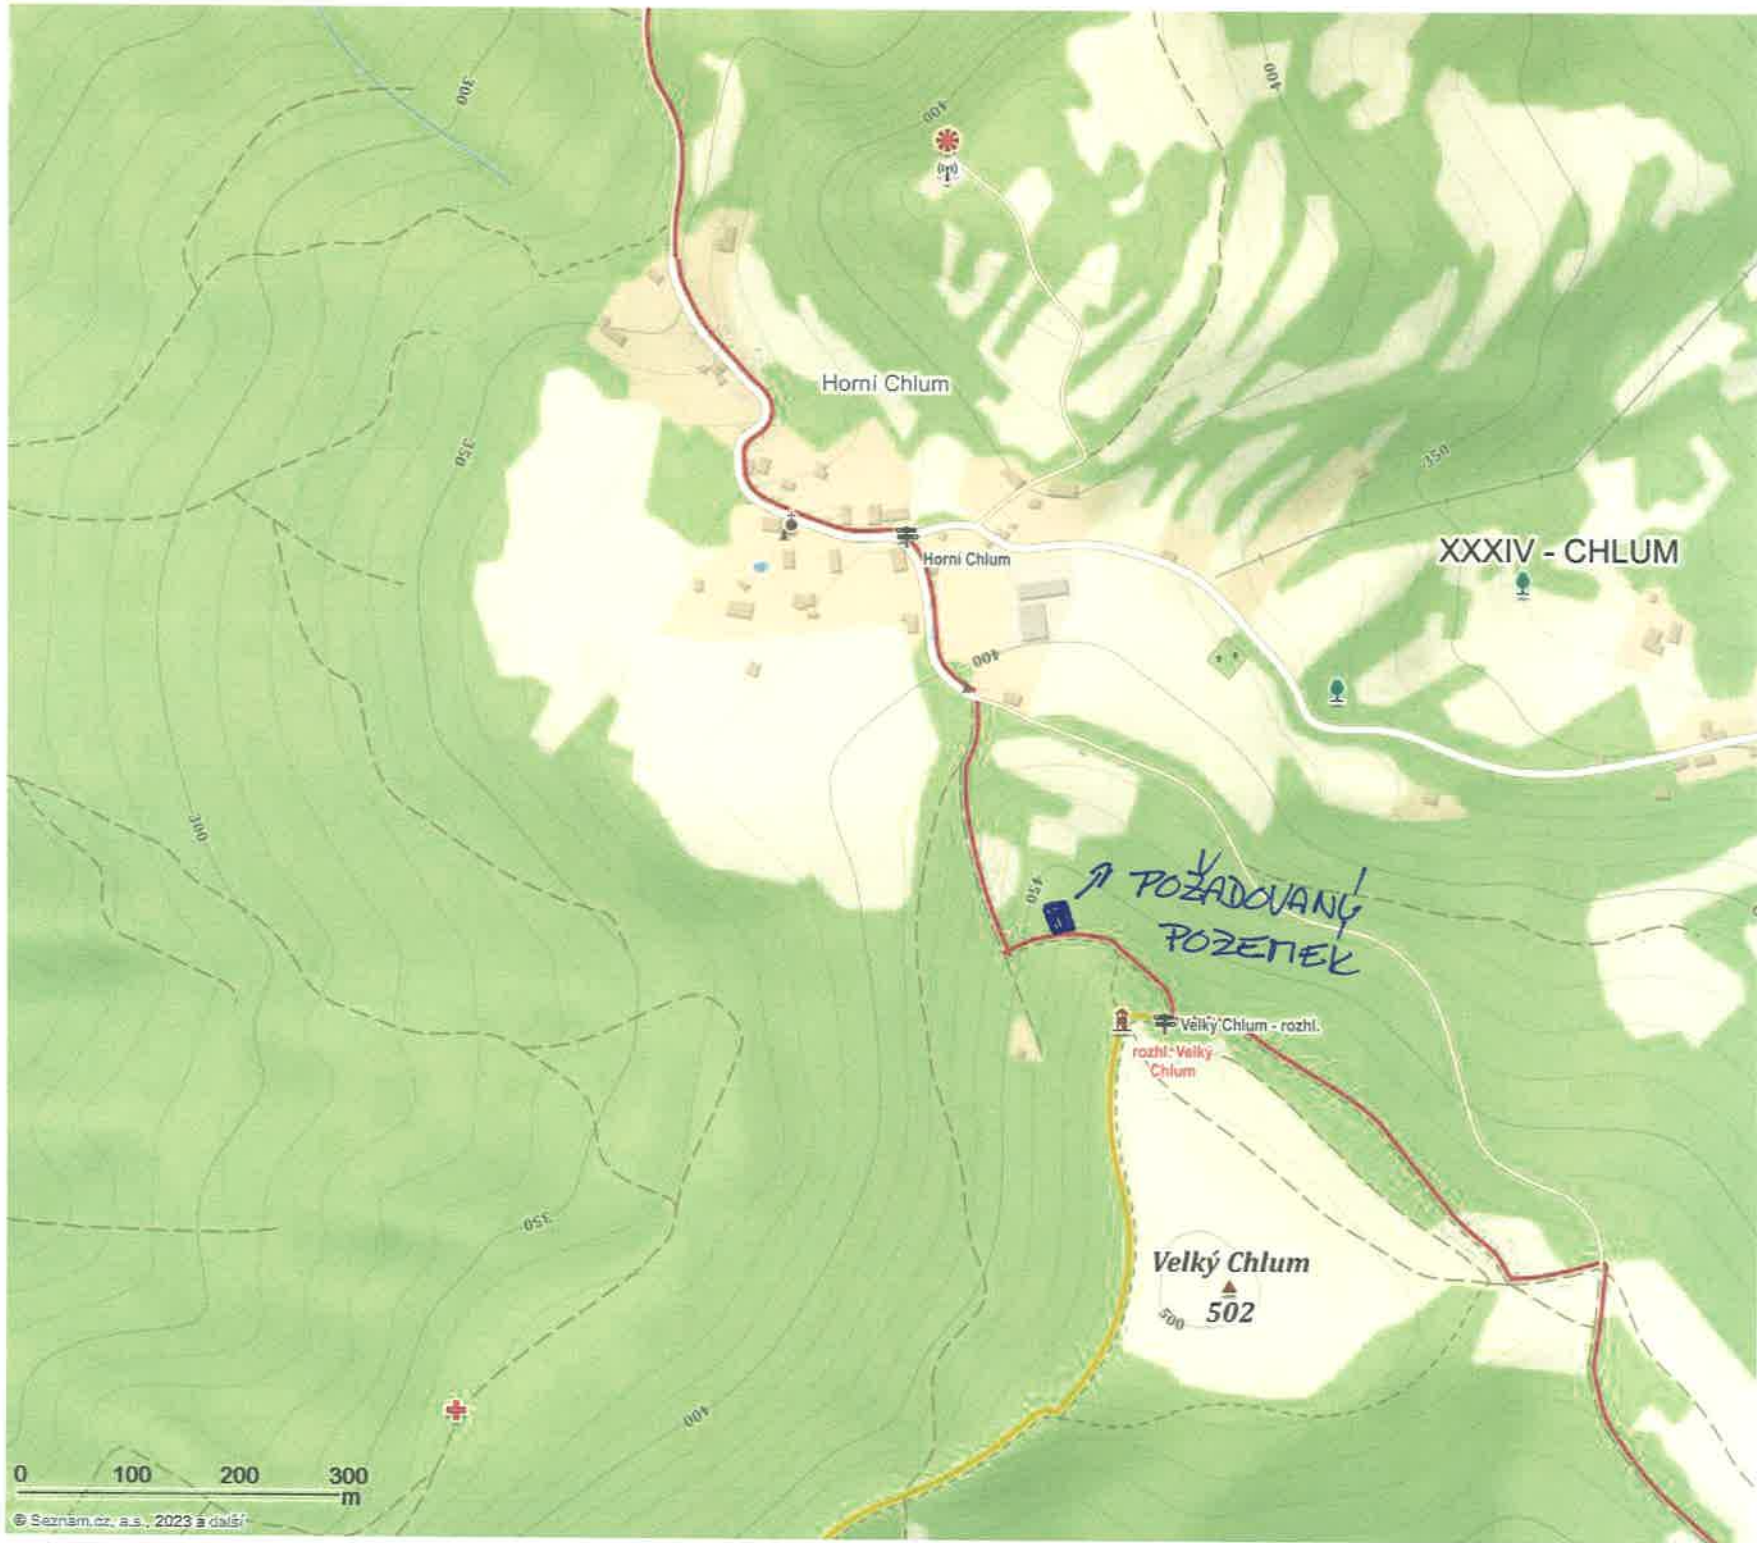 300
400
400
Horní Chlum
350
350
Horní Chlum
XXXIV - CHLUM
400
300
450
POŽADOVANÝ
POZEMEK
Velký Chlum - rozhl.
rozhl. Velký
Chlum
350
Velký Chlum
502
500
400
0 100 200 300
m
© Seznam.cz, a.s., 2023 a další